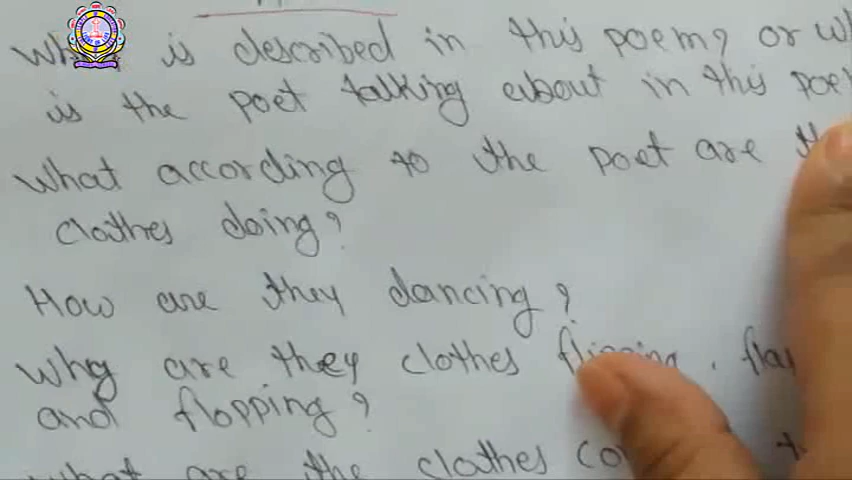 is described in this poem? or
is the poet talking about in this
What according to the poet are
clothes doing?
How are they dancing?
Why are they clothes
and flopping?
What are the clothes